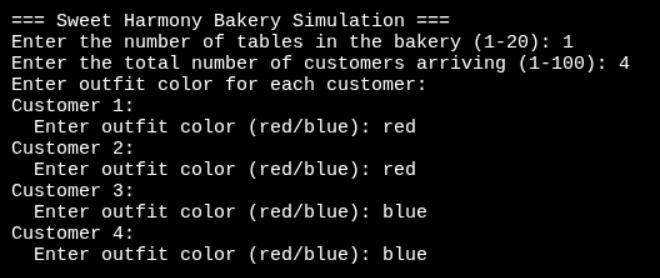 === Sweet Harmony Bakery Simulation ===
Enter the number of tables in the bakery (1-20): 1
Enter the total number of customers arriving (1-100): 4
Enter outfit color for each customer:
Customer 1:
  Enter outfit color (red/blue): red
Customer 2:
  Enter outfit color (red/blue): red
Customer 3:
  Enter outfit color (red/blue): blue
Customer 4:
  Enter outfit color (red/blue): blue